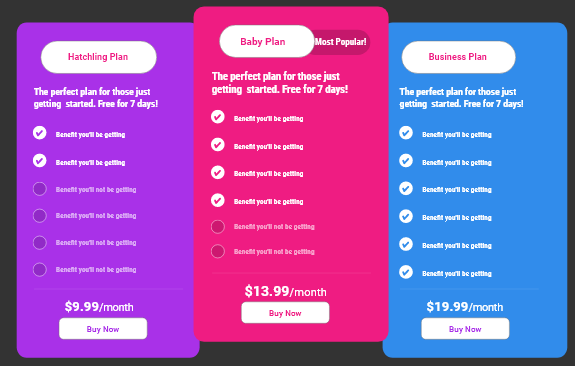 Hatchling Plan
The perfect plan for those just
getting started. Free for 7 days!
Benefit you'll be getting
Benefit you'll be getting
Benefit you'll not be getting
Benefit you'll not be getting
Benefit you'll not be getting
Benefit you'll not be getting
$9.99/month
Buy Now
Baby Plan
Most Popular!
The perfect plan for those just
getting started. Free for 7 days!
Benefit you'll be getting
Benefit you'll be getting
Benefit you'll be getting
Benefit you'll be getting
Benefit you'll not be getting
Benefit you'll not be getting
$13.99/month
Buy Now
Business Plan
The perfect plan for those just
getting started. Free for 7 days!
Benefit you'll be getting
Benefit you'll be getting
Benefit you'll be getting
Benefit you'll be getting
Benefit you'll be getting
Benefit you'll be getting
$19.99/month
Buy Now